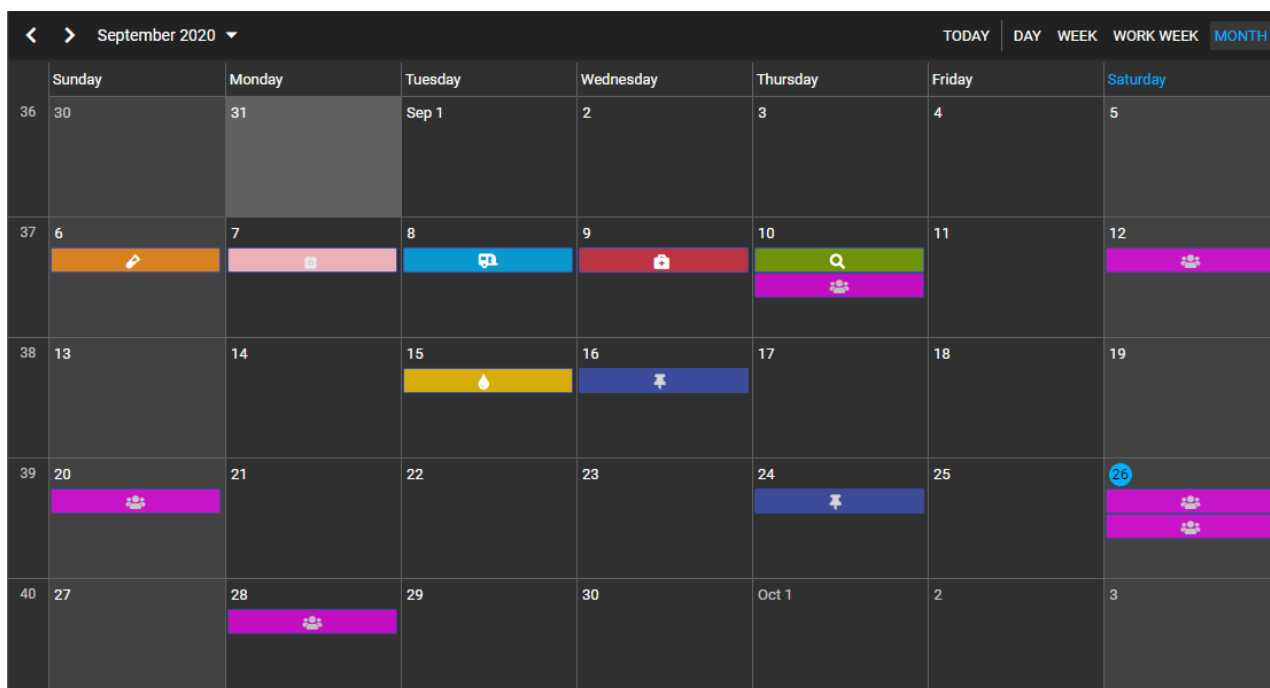 September 2020 TODAY DAY WEEK WORK WEEK MONTH
Sunday Monday Tuesday Wednesday Thursday Friday Saturday
36 30 31 Sep 1 2 3 4 5
37 6 7 8 9 10 11 12
38 13 14 15 16 17 18 19
39 20 21 22 23 24 25 26
40 27 28 29 30 Oct 1 2 3